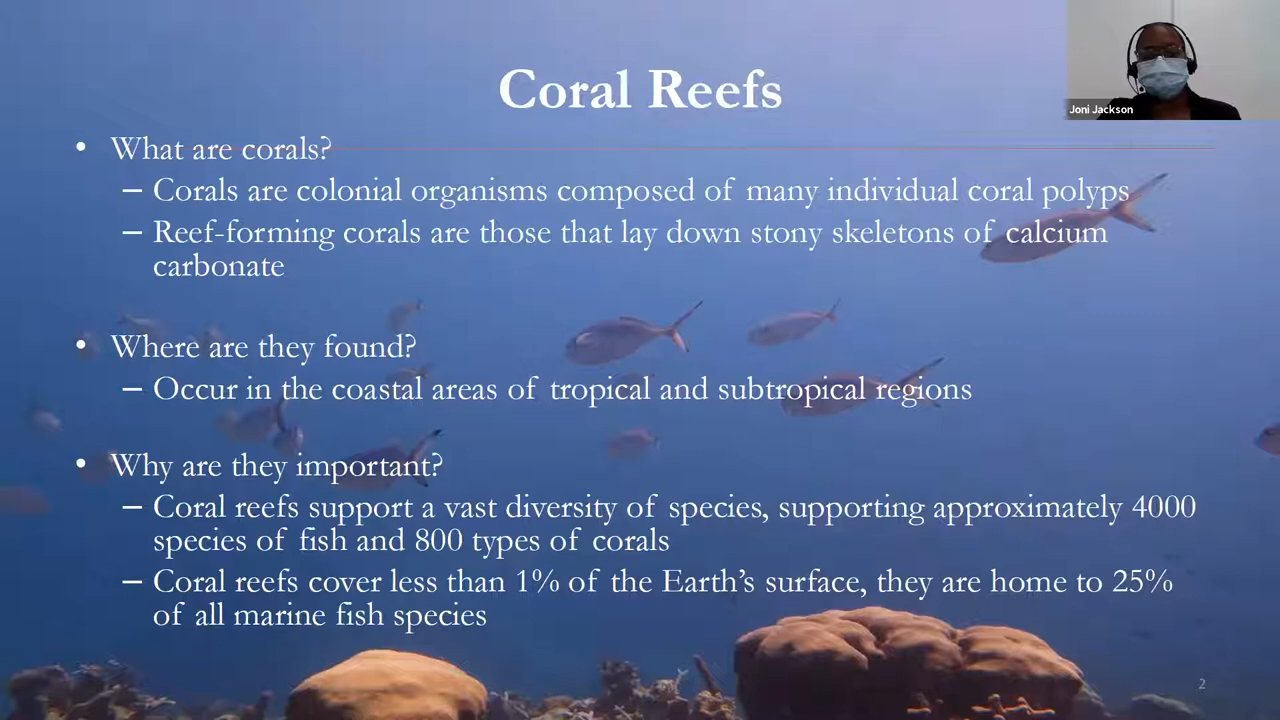 Coral Reefs
Joni Jackson
• What are corals?
– Corals are colonial organisms composed of many individual coral polyps
– Reef-forming corals are those that lay down stony skeletons of calcium
carbonate
• Where are they found?
– Occur in the coastal areas of tropical and subtropical regions
• Why are they important?
– Coral reefs support a vast diversity of species, supporting approximately 4000
species of fish and 800 types of corals
– Coral reefs cover less than 1% of the Earth’s surface, they are home to 25%
of all marine fish species
2